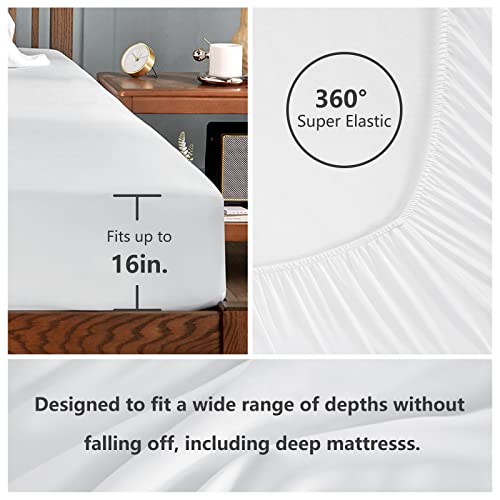 Fits up to
16in.
360°
Super Elastic
Designed to fit a wide range of depths without
falling off, including deep mattresss.